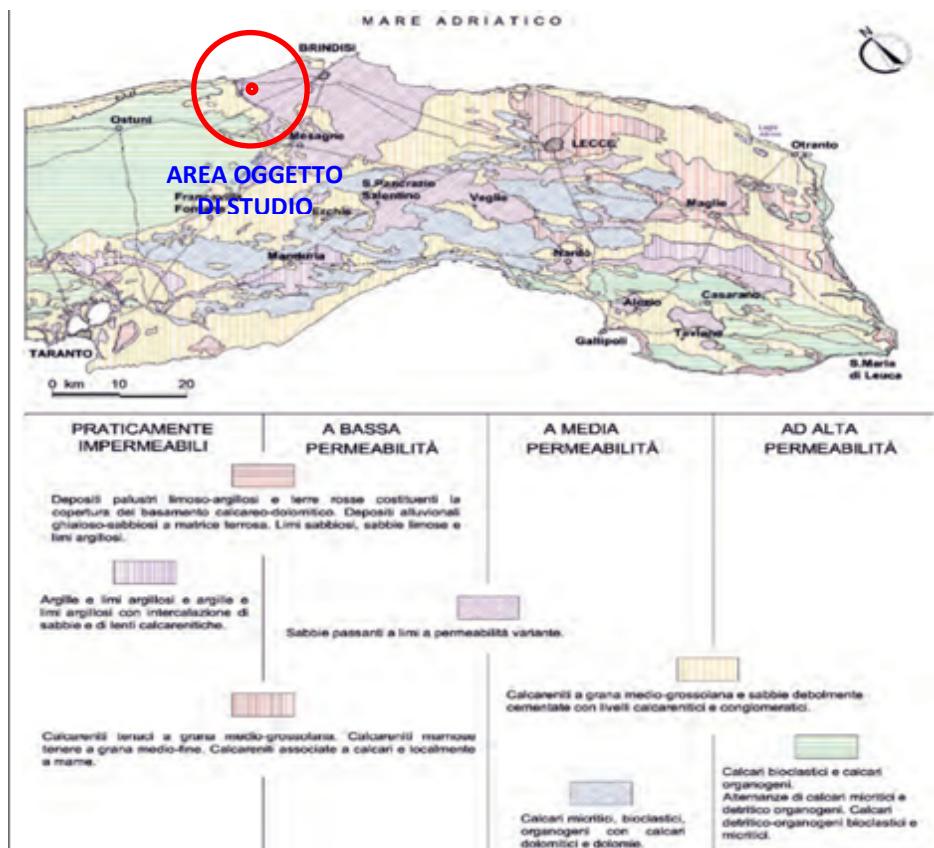 MARE ADRIATICO
N
BRINDISI
Ostuni
Mesagne
LECCE
Otranto
AREA OGGETTO
DI STUDIO
S.Pancrazio
Salentino
Veglie
Maglie
Erchie
Manduria
Nardò
Alezio
Casarano
Taviano
Gallipoli
TARANTO
S.Maria
di Leuca
0 km 10 20
PRATICAMENTE
IMPERMEABILI
A BASSA
PERMEABILITÀ
A MEDIA
PERMEABILITÀ
AD ALTA
PERMEABILITÀ
Depositi palustri limoso-argillosi e terre rosse costituenti la
copertura del basamento calcareo-dolomitico. Depositi alluvionali
ghiaioso-sabbiosi a matrice terrosa. Limi sabbiosi, sabbie limose e
limi argillosi.
Argille e limi argillosi e argille e
limi argillosi con intercalazione di
sabbie e di lenti calcarenitiche.
Sabbie passanti a limi a permeabilità variante.
Calcareniti a grana medio-grossolana e sabbie debolmente
cementate con livelli calcarenitici e conglomeratici.
Calcareniti tenaci a grana medio-grossolana. Calcareniti marnose
tenere a grana medio-fine. Calcareniti associate a calcari e localmente
a marne.
Calcari micritio, bioclastici,
organogeni con calcari
dolomitici e dolomie.
Calcari bioclastici e calcari
organogeni.
Alternanze di calcari micritici e
detritico organogeni. Calcari
detritico-organogeni bioclastici e
micritici.